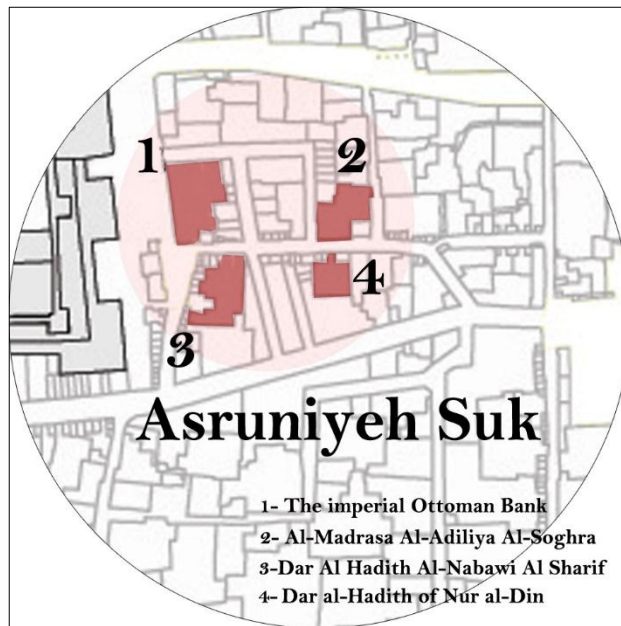 1
2
3
4
Asruniyeh Suk
1- The imperial Ottoman Bank
2- Al-Madrasa Al-Adiliya Al-Soghra
3-Dar Al Hadith Al-Nabawi Al Sharif
4- Dar al-Hadith of Nur al-Din